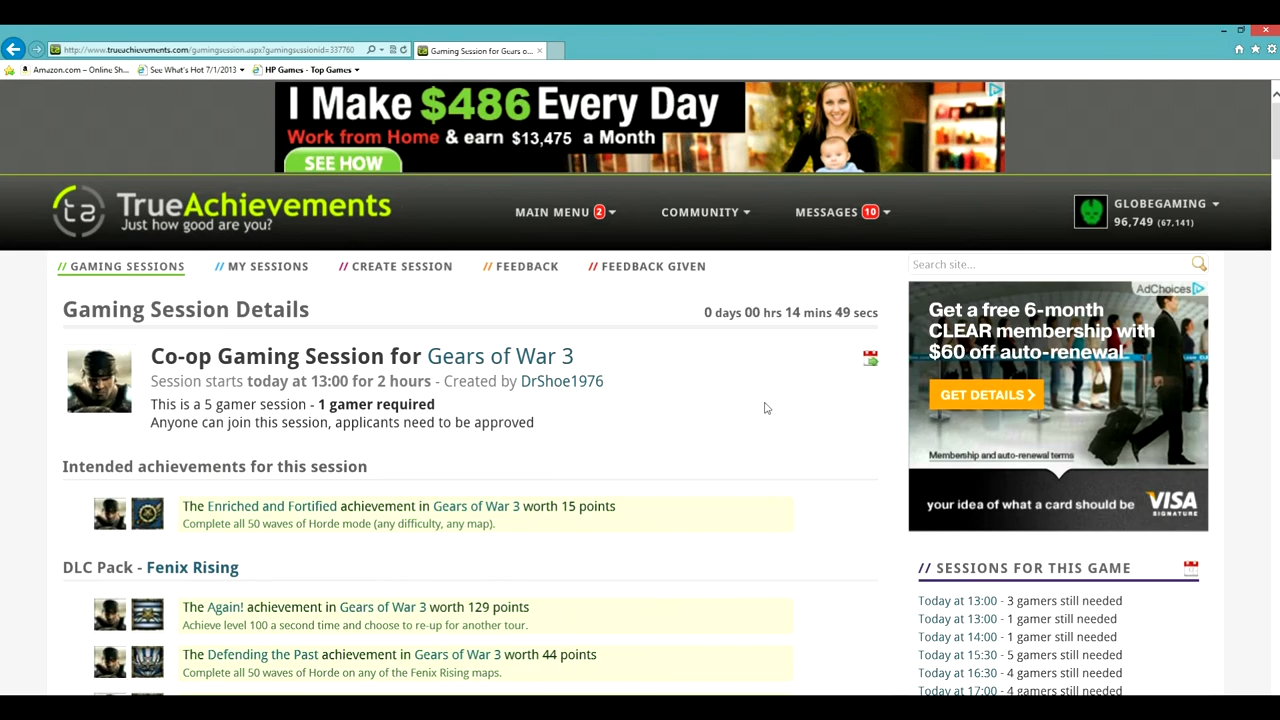 http://www.trueachievements.com/gamingsession.aspx?gamingsessionid=337760
Gaming Session for Gears o...
Amazon.com – Online Sh...
See What's Hot 7/1/2013
HP Games - Top Games
I Make $486 Every Day
Work from Home & earn $13,475 a Month
SEE HOW
TrueAchievements
Just how good are you?
MAIN MENU 2
COMMUNITY
MESSAGES 10
GLOBEGAMING
96,749 (67,141)
// GAMING SESSIONS
// MY SESSIONS
// CREATE SESSION
// FEEDBACK
// FEEDBACK GIVEN
Search site...
Gaming Session Details
0 days 00 hrs 14 mins 49 secs
Co-op Gaming Session for Gears of War 3
Session starts today at 13:00 for 2 hours - Created by DrShoe1976
This is a 5 gamer session - 1 gamer required
Anyone can join this session, applicants need to be approved
Intended achievements for this session
The Enriched and Fortified achievement in Gears of War 3 worth 15 points
Complete all 50 waves of Horde mode (any difficulty, any map).
DLC Pack - Fenix Rising
The Again! achievement in Gears of War 3 worth 129 points
Achieve level 100 a second time and choose to re-up for another tour.
The Defending the Past achievement in Gears of War 3 worth 44 points
Complete all 50 waves of Horde on any of the Fenix Rising maps.
AdChoices
Get a free 6-month
CLEAR membership with
$60 off auto-renewal.
GET DETAILS
Membership and auto-renewal terms
your idea of what a card should be
VISA
SIGNATURE
// SESSIONS FOR THIS GAME
Today at 13:00 - 3 gamers still needed
Today at 13:00 - 1 gamer still needed
Today at 14:00 - 1 gamer still needed
Today at 15:30 - 5 gamers still needed
Today at 16:30 - 4 gamers still needed
Today at 17:00 - 4 gamers still needed